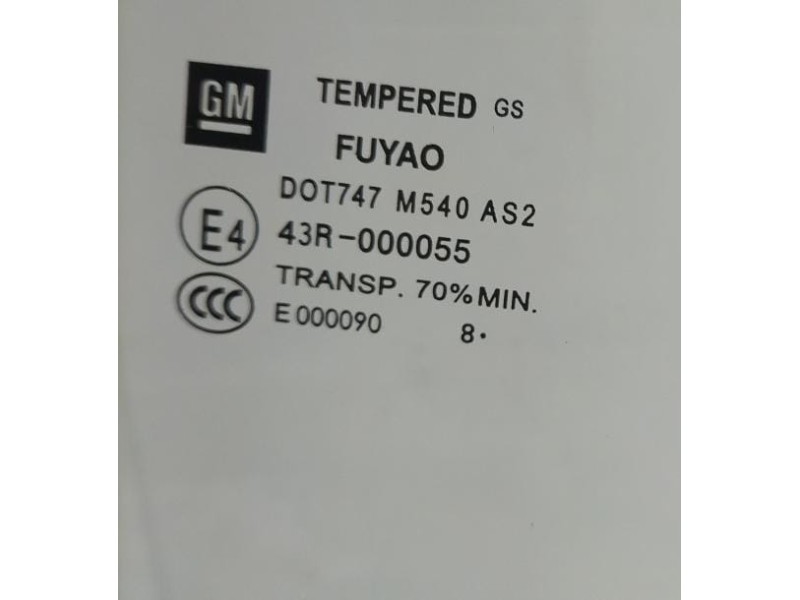 GM TEMPERED GS
FUYAO
DOT747 M540 AS2
E4 43R-000055
TRANSP. 70%MIN.
CCC E000090 8.